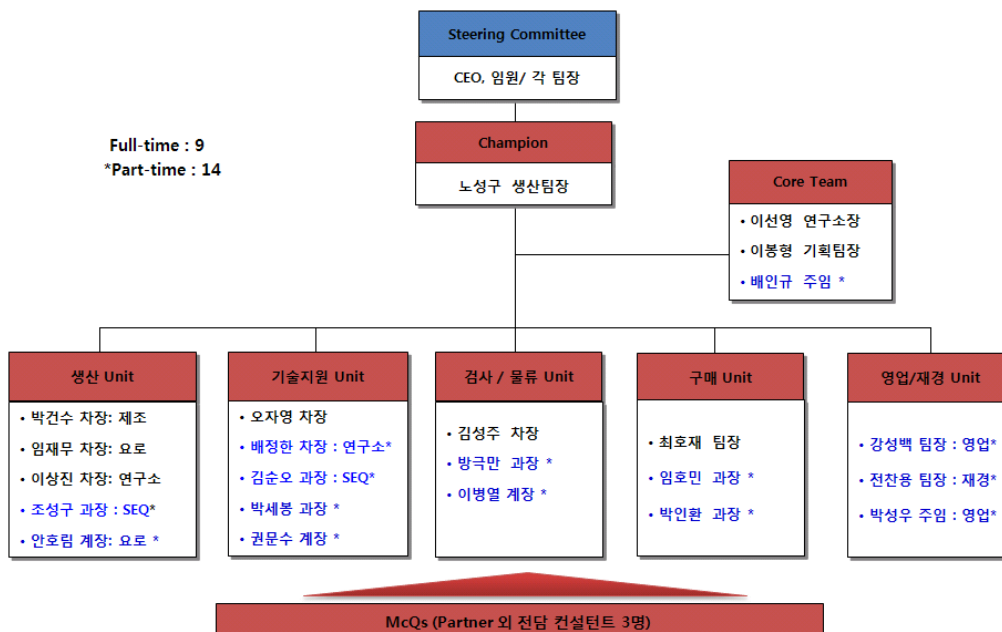 Steering Committee
CEO, 임원/ 각 팀장
Full-time : 9
*Part-time : 14
Champion
노성구 생산팀장
Core Team
• 이선영 연구소장
• 이봉형 기획팀장
• 배인규 주임 *
생산 Unit
• 박건수 차장: 제조
• 임재무 차장: 요로
• 이상진 차장: 연구소
• 조성구 과장 : SEQ*
• 안호림 계장: 요로 *
기술지원 Unit
• 오자영 차장
• 배정한 차장 : 연구소*
• 김순오 과장 : SEQ*
• 박세봉 과장 *
• 권문수 계장 *
검사 / 물류 Unit
• 김성주 차장
• 방극만 과장 *
• 이병열 계장 *
구매 Unit
• 최호재 팀장
• 임호민 과장 *
• 박인환 과장 *
영업/재경 Unit
• 강성백 팀장 : 영업*
• 전찬용 팀장 : 재경*
• 박성우 주임 : 영업*
McQs (Partner 외 전담 컨설턴트 3명)